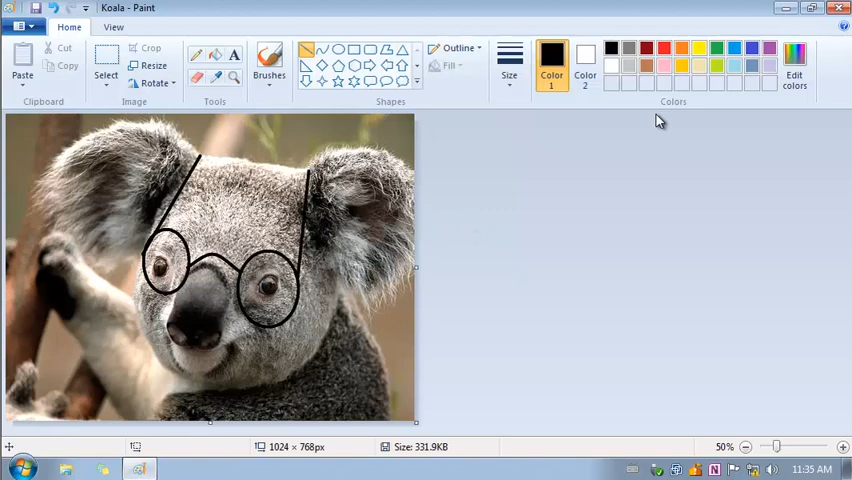 Koala - Paint
Home View
Cut
Copy
Paste
Clipboard
Select
Crop
Resize
Rotate
Image
A
Tools
Brushes
Outline
Fill
Shapes
Size
Color
1
Color
2
Edit
colors
Colors
1024 × 768px
Size: 331.9KB
50%
N
11:35 AM